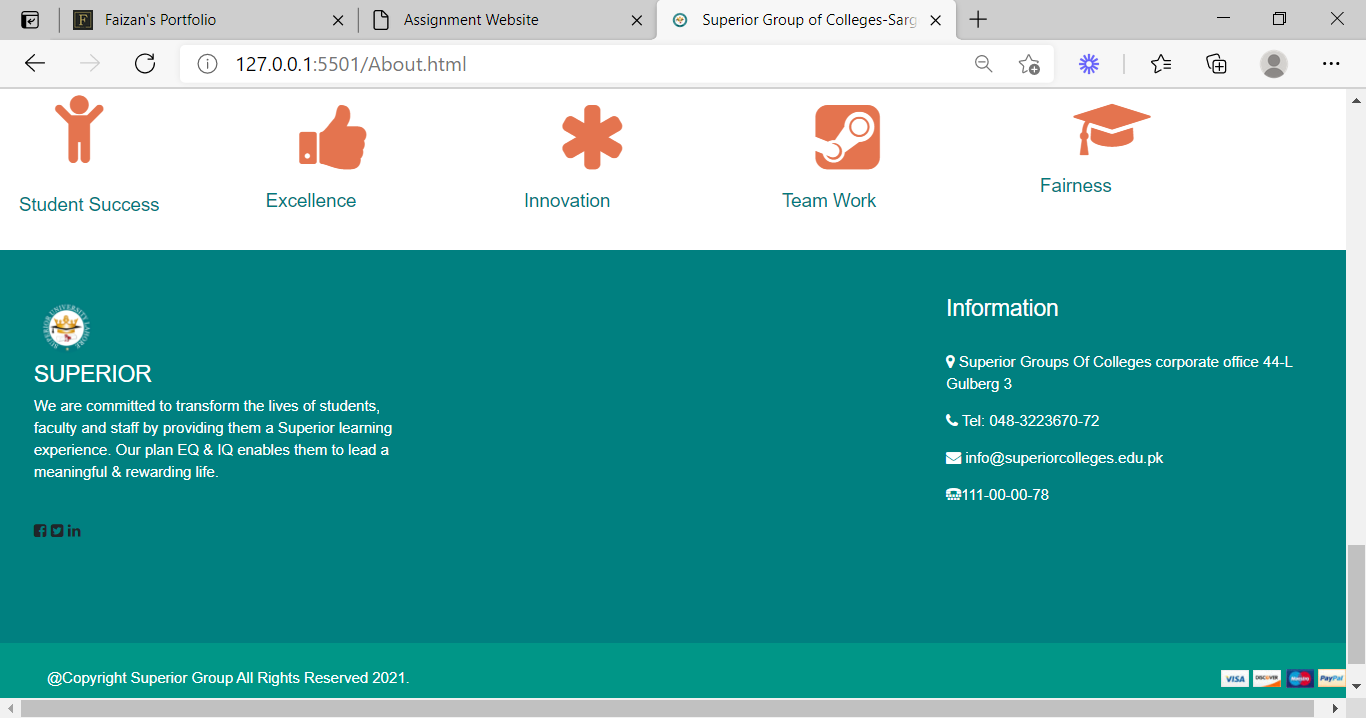 Faizan's Portfolio
Assignment Website
Superior Group of Colleges-Sarg
127.0.0.1:5501/About.html
Student Success
Excellence
Innovation
Team Work
Fairness
SUPERIOR
We are committed to transform the lives of students,
faculty and staff by providing them a Superior learning
experience. Our plan EQ & IQ enables them to lead a
meaningful & rewarding life.
Information
Superior Groups Of Colleges corporate office 44-L
Gulberg 3
Tel: 048-3223670-72
info@superiorcolleges.edu.pk
111-00-00-78
@Copyright Superior Group All Rights Reserved 2021.
VISA
DISCOVER
Maestro
PayPal